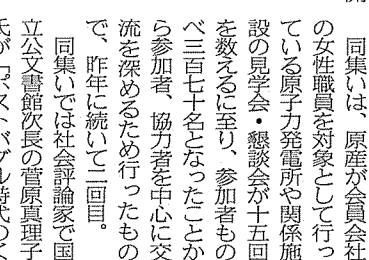 同集いは、原産が会員会社
の女性職員を対象として行っ
ている原子力発電所や関係施
設の見学会・懇談会が十五回
を数えるに至り、参加者もの
べ三百七十名となったことか
ら参加者、協力者を中心に交
流を深めるため行ったもの
で、昨年に続いて二回目。
同集いでは社会評論家で国
立公文書館次長の菅原真理子
氏が「ポストバブル時代の